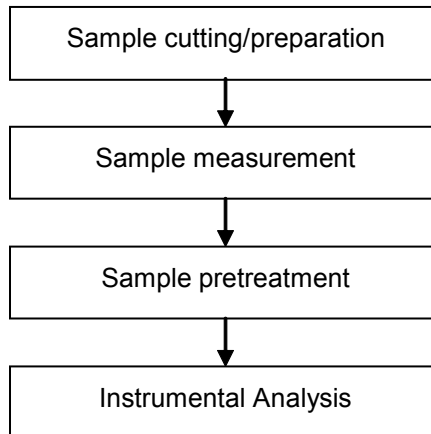 Sample cutting/preparation
Sample measurement
Sample pretreatment
Instrumental Analysis